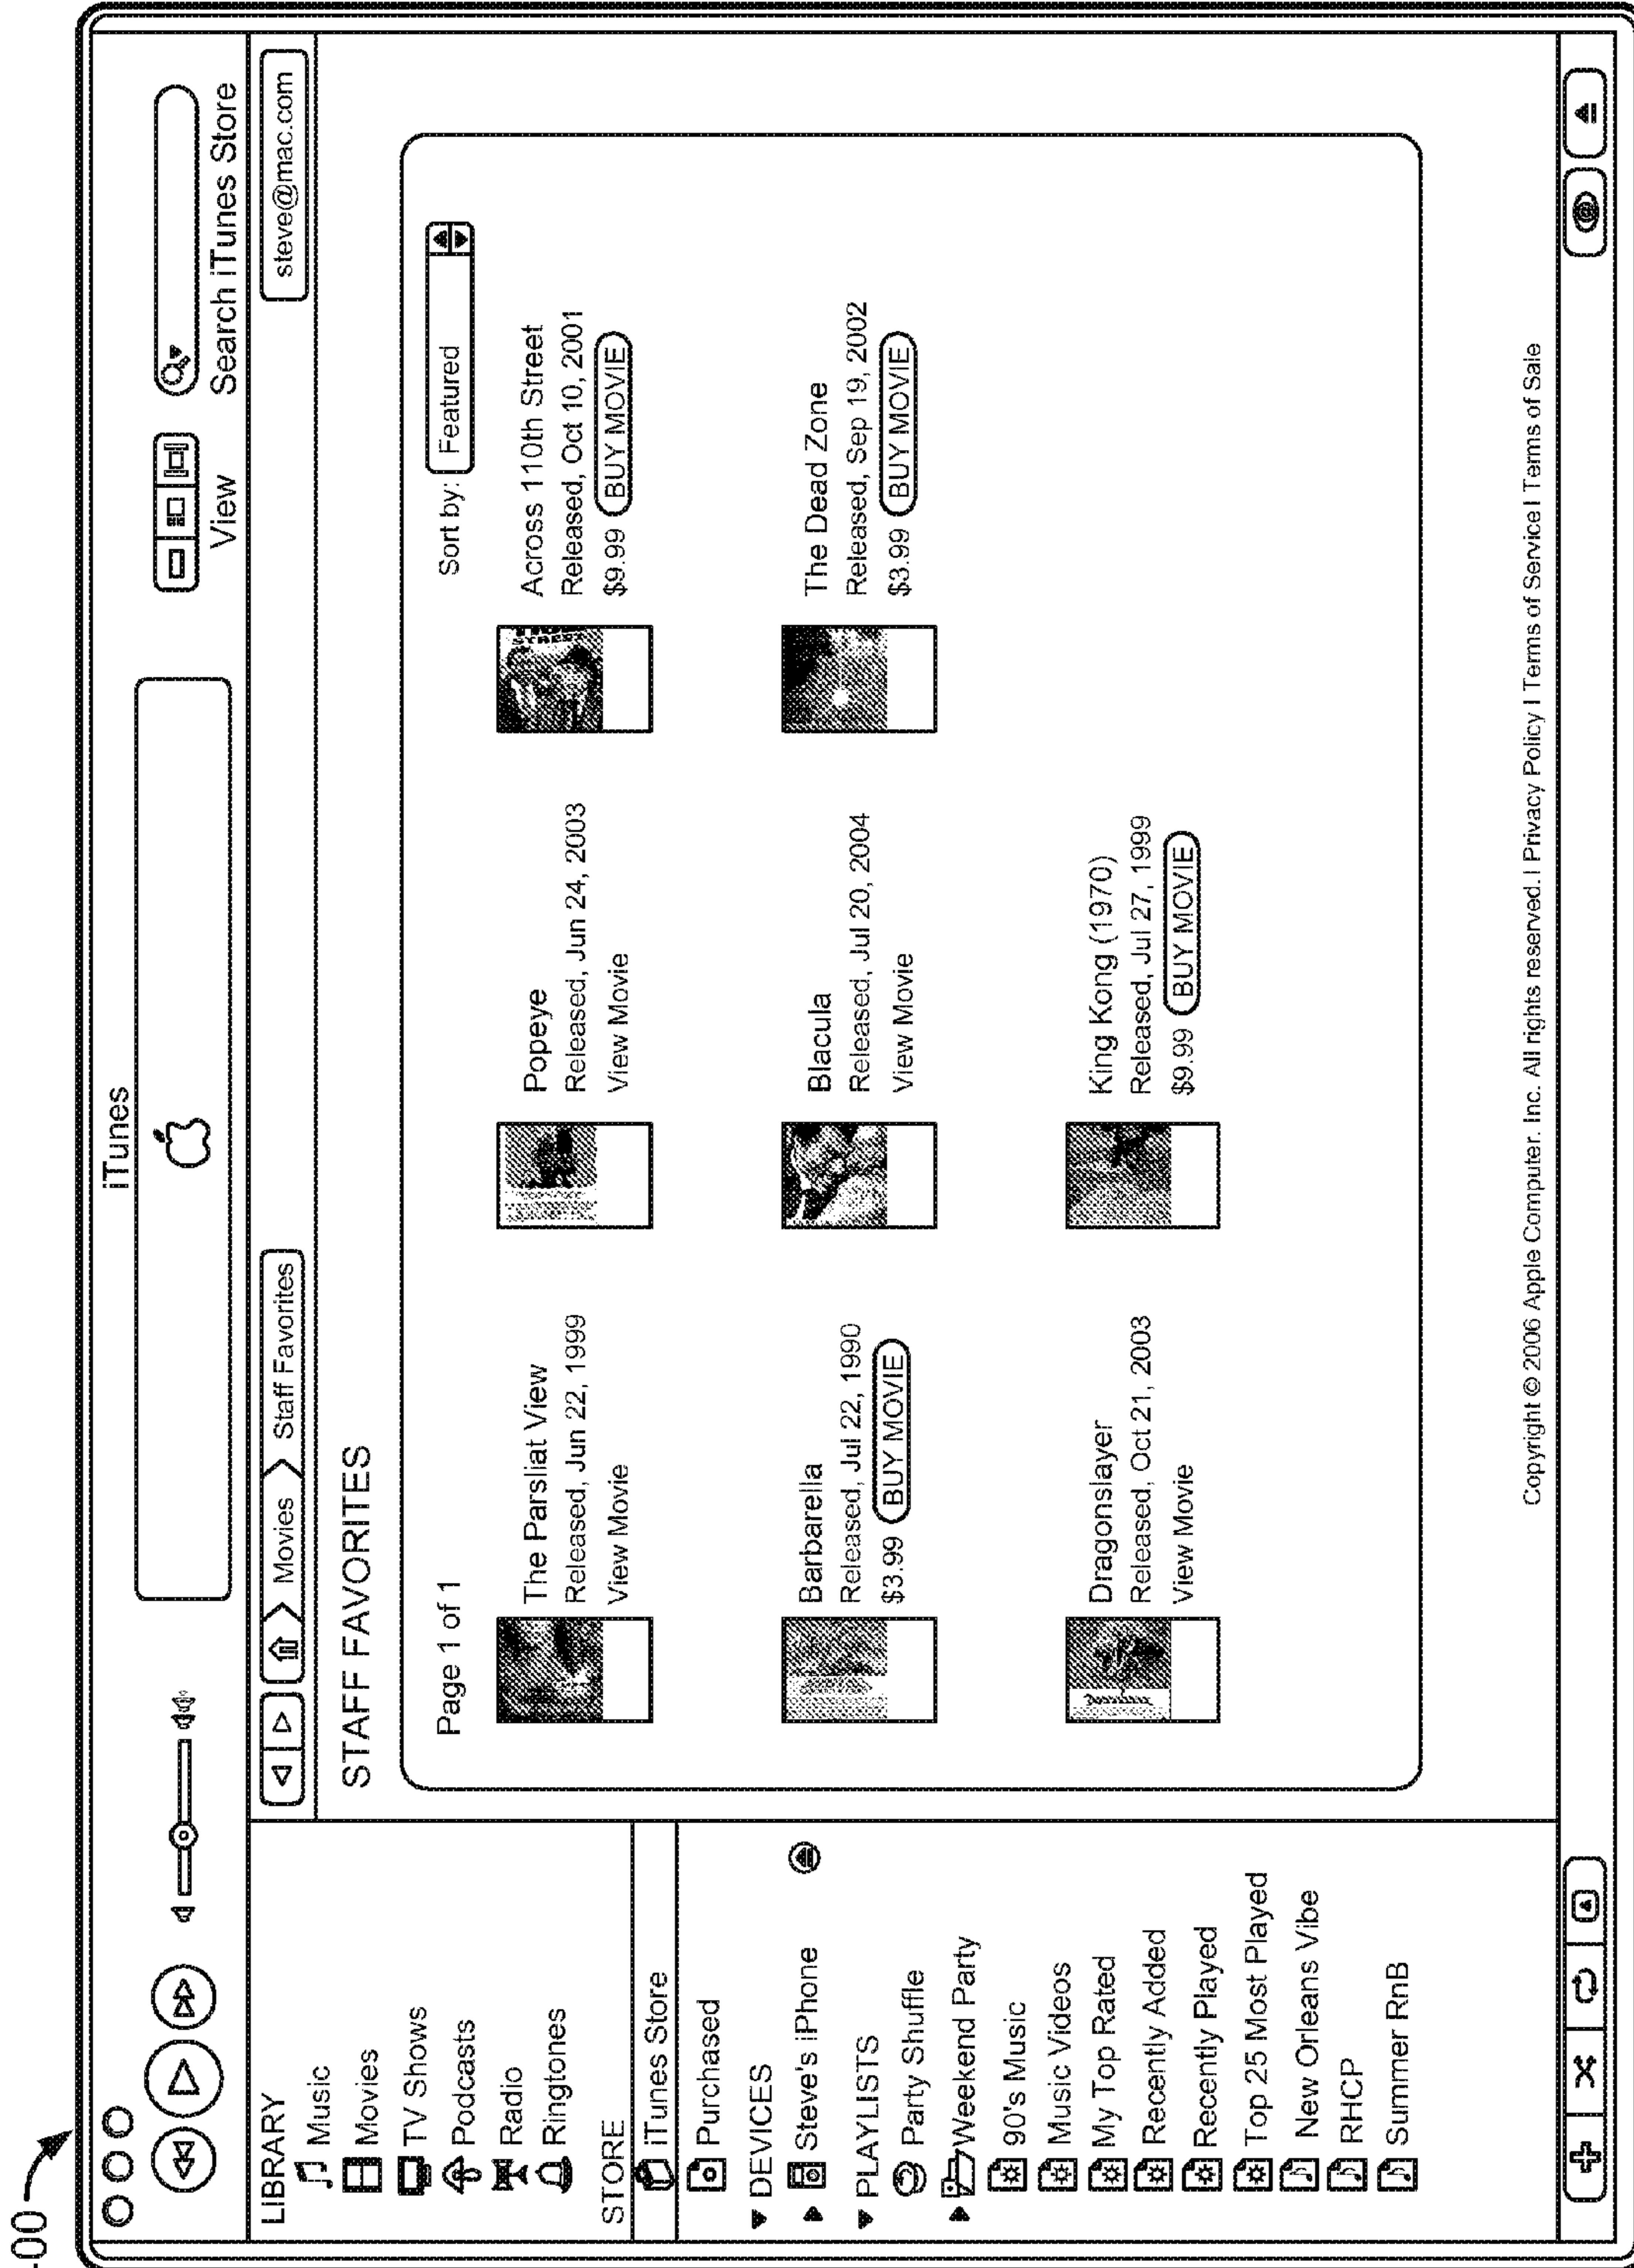 -00
iTunes
View
Search iTunes Store
Movies
Staff Favorites
steve@mac.com
LIBRARY
Music
Movies
TV Shows
Podcasts
Radio
Ringtones
STORE
iTunes Store
Purchased
DEVICES
Steve's iPhone
PLAYLISTS
Party Shuffle
Weekend Party
90's Music
Music Videos
My Top Rated
Recently Added
Recently Played
Top 25 Most Played
New Orleans Vibe
RHCP
Summer RnB
STAFF FAVORITES
Page 1 of 1
Sort by: Featured
The Parsliat View
Released, Jun 22, 1999
View Movie
Popeye
Released, Jun 24, 2003
View Movie
STREET
Across 110th Street
Released, Oct 10, 2001
$9.99 BUY MOVIE
Barbarella
Released, Jul 22, 1990
$3.99 BUY MOVIE
Blacula
Released, Jul 20, 2004
View Movie
The Dead Zone
Released, Sep 19, 2002
$3.99 BUY MOVIE
Dragonslayer
Released, Oct 21, 2003
View Movie
King Kong (1970)
Released, Jul 27, 1999
$9.99 BUY MOVIE
Copyright © 2006 Apple Computer. Inc. All rights reserved. I Privacy Policy I Terms of Service I Terms of Sale